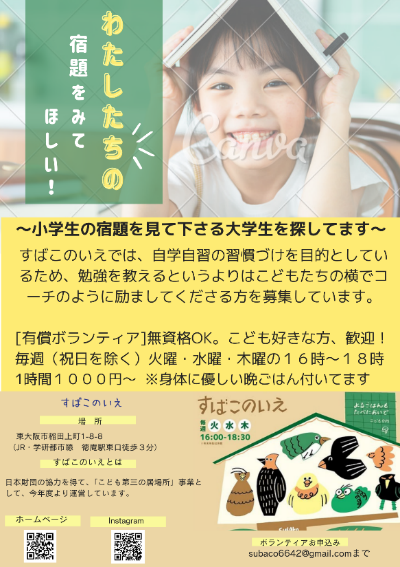 わたしたちの
宿題をみて
ほしい！
Canva
～小学生の宿題を見て下さる大学生を探してます～
すばこのいえでは、自学自習の習慣づけを目的としてい
るため、勉強を教えるというよりはこどもたちの横でコ
ーチのように励ましてくださる方を募集しています。
[有償ボランティア]無資格OK。こども好きな方、歓迎！
毎週（祝日を除く）火曜・水曜・木曜の１６時～１８時
1時間１０００円～ ※身体に優しい晩ごはん付いてます
すばこのいえ
場 所
東大阪市稲田上町1-8-8
（JR・学研都市線 徳庵駅東口徒歩３分）
すばこのいえとは
日本財団の協力を得て、「こども第三の居場所」事業と
して、今年度より運営しています。
ホームページ
Instagram
すばこのいえ
毎週
火 水 木
16:00-18:30
ボランティアお申込み
subaco6642@gmail.comまで